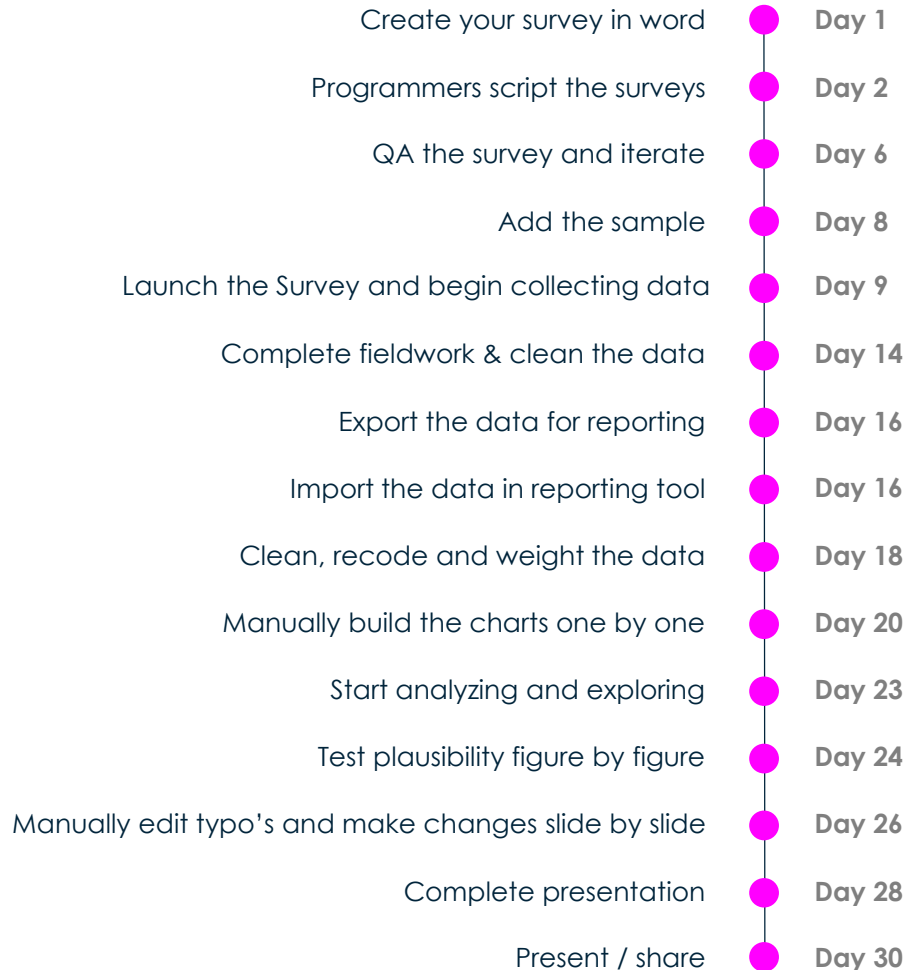 Create your survey in word Day 1
Programmers script the surveys Day 2
QA the survey and iterate Day 6
Add the sample Day 8
Launch the Survey and begin collecting data Day 9
Complete fieldwork & clean the data Day 14
Export the data for reporting Day 16
Import the data in reporting tool Day 16
Clean, recode and weight the data Day 18
Manually build the charts one by one Day 20
Start analyzing and exploring Day 23
Test plausibility figure by figure Day 24
Manually edit typo’s and make changes slide by slide Day 26
Complete presentation Day 28
Present / share Day 30